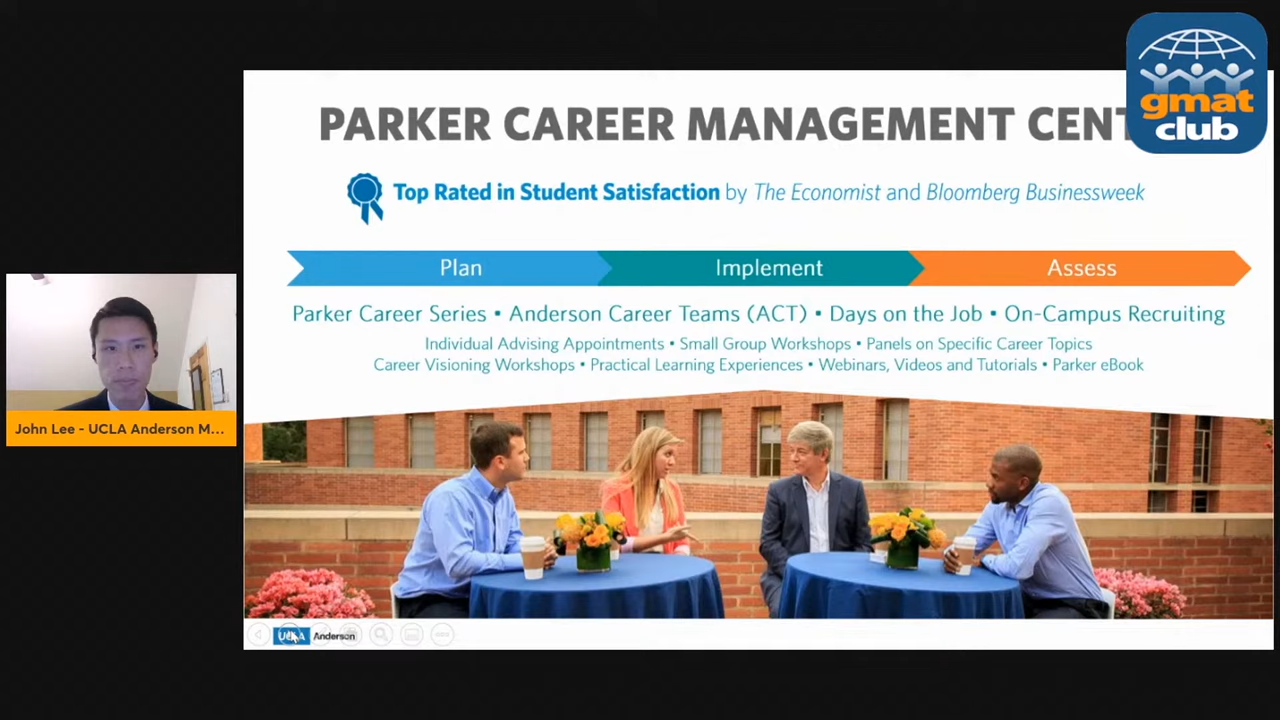 PARKER CAREER MANAGEMENT CENT
gmat
club
Top Rated in Student Satisfaction by The Economist and Bloomberg Businessweek
Plan Implement Assess
Parker Career Series • Anderson Career Teams (ACT) • Days on the Job • On-Campus Recruiting
Individual Advising Appointments • Small Group Workshops • Panels on Specific Career Topics
Career Visioning Workshops • Practical Learning Experiences • Webinars, Videos and Tutorials • Parker eBook
John Lee - UCLA Anderson M...
UCLA Anderson